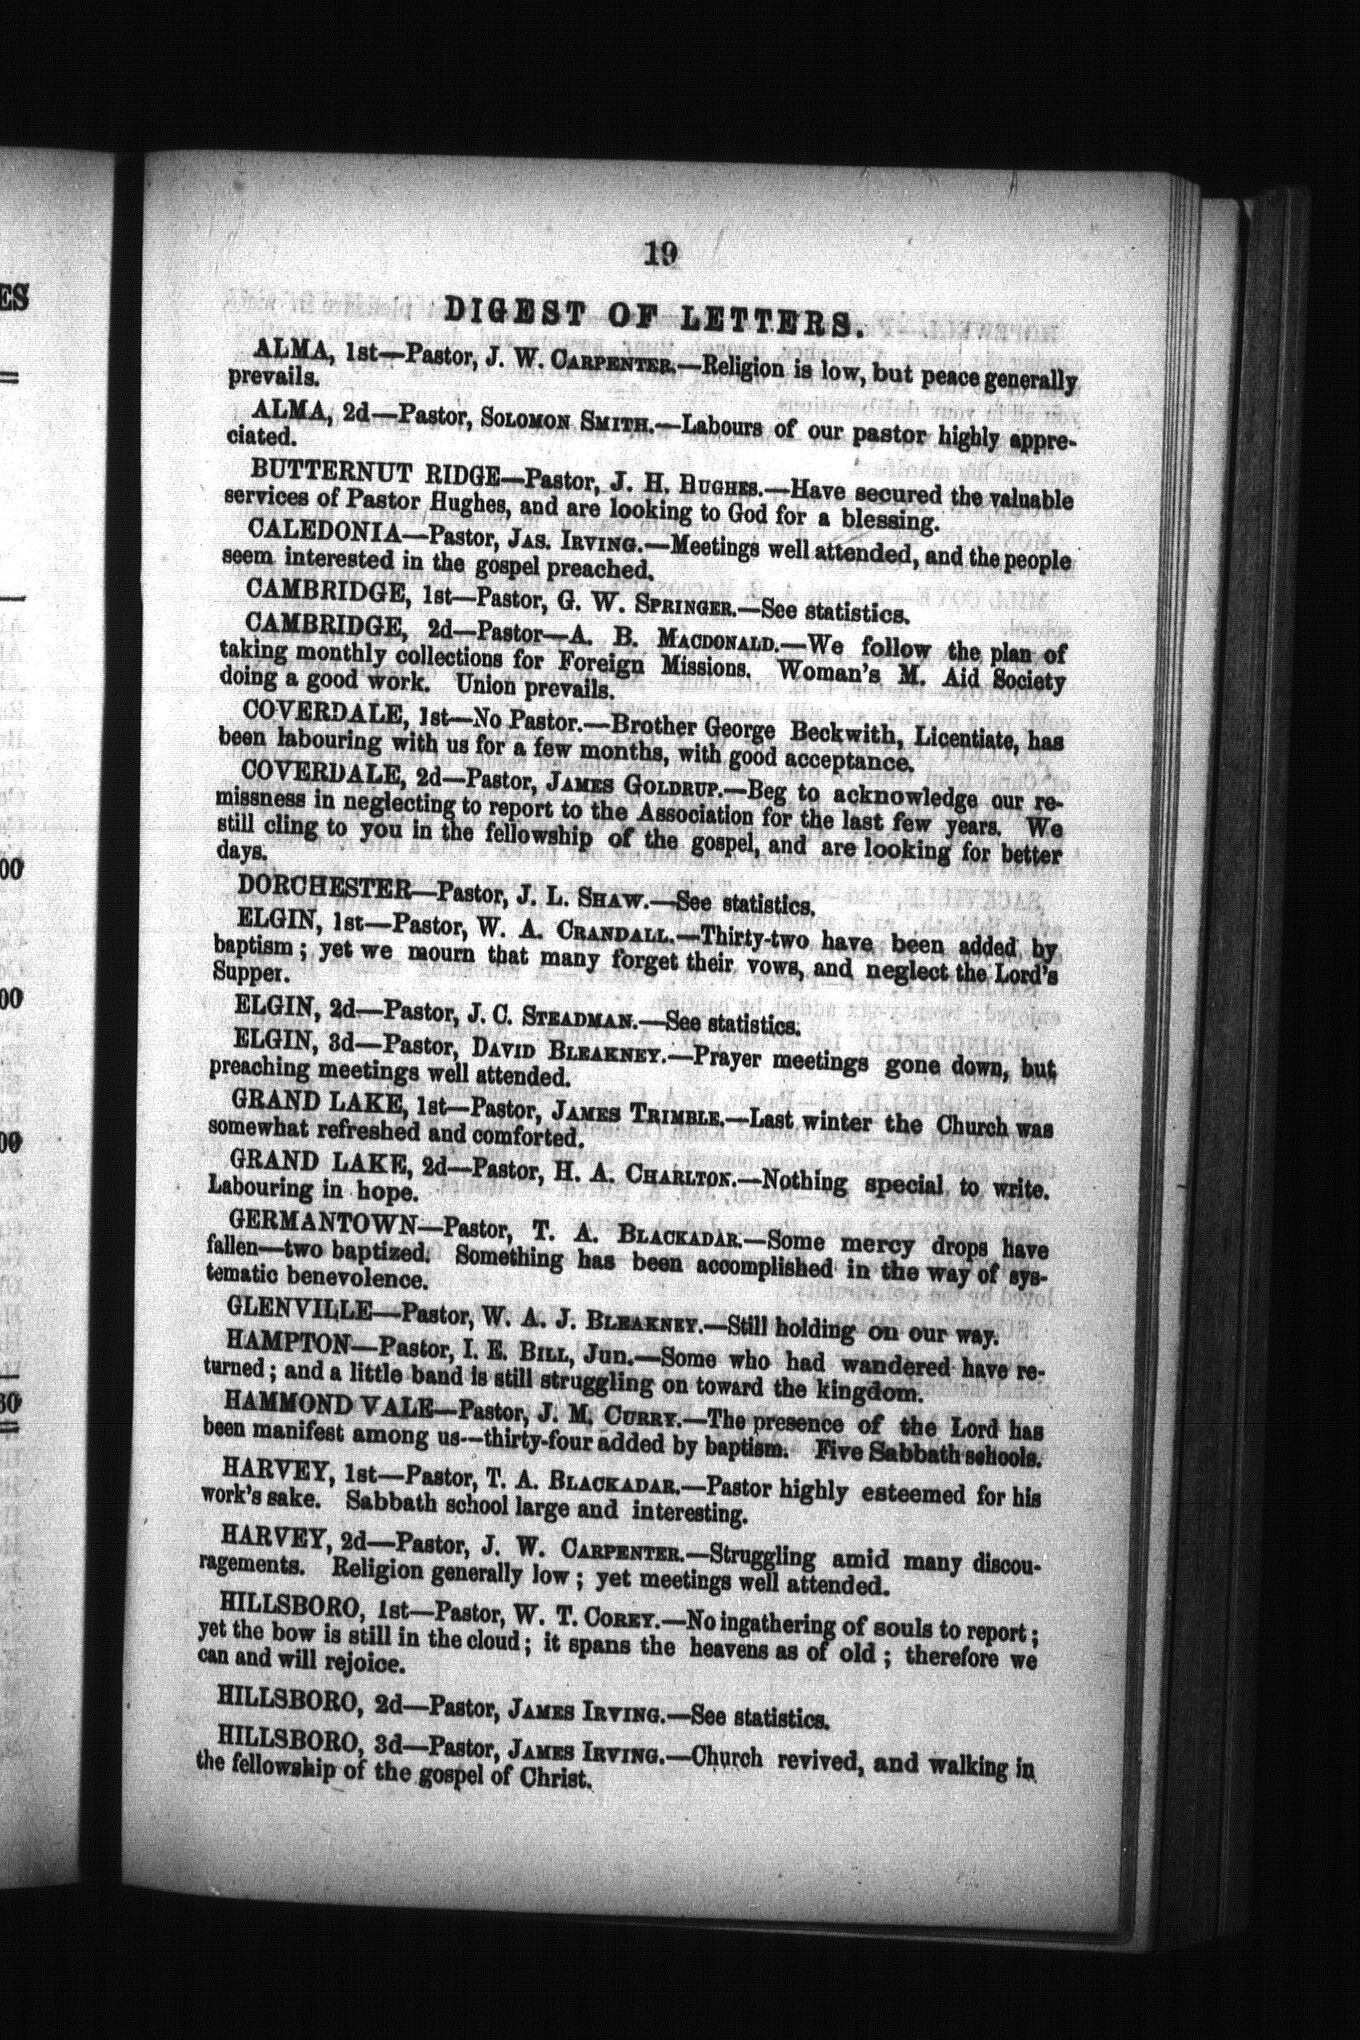 19
DIGEST OF LETTERS.
ALMA, 1st—Pastor, J. W. CARPENTER.—Religion is low, but peace generally
prevails.
ALMA, 2d—Pastor, SOLOMON SMITH.—Labours of our pastor highly appre-
ciated.
BUTTERNUT RIDGE—Pastor, J. H. HUGHES.—Have secured the valuable
services of Pastor Hughes, and are looking to God for a blessing.
CALEDONIA—Pastor, JAS. IRVING.—Meetings well attended, and the people
seem interested in the gospel preached.
CAMBRIDGE, 1st—Pastor, G. W. SPRINGER.—See statistics.
CAMBRIDGE, 2d—Pastor—A. B. MACDONALD.—We follow the plan of
taking monthly collections for Foreign Missions. Woman's M. Aid Society
doing a good work. Union prevails.
COVERDALE, 1st—No Pastor.—Brother George Beckwith, Licentiate, has
been labouring with us for a few months, with good acceptance.
COVERDALE, 2d—Pastor, JAMES GOLDRUP.—Beg to acknowledge our re-
missness in neglecting to report to the Association for the last few years. We
still cling to you in the fellowship of the gospel, and are looking for better
days.
DORCHESTER—Pastor, J. L. SHAW.—See statistics.
ELGIN, 1st—Pastor, W. A. CRANDALL.—Thirty-two have been added by
baptism; yet we mourn that many forget their vows, and neglect the Lord's
Supper.
ELGIN, 2d—Pastor, J. C. STEADMAN.—See statistics.
ELGIN, 3d—Pastor, DAVID BLEAKNEY.—Prayer meetings gone down, but
preaching meetings well attended.
GRAND LAKE, 1st—Pastor, JAMES TRIMBLE.—Last winter the Church was
somewhat refreshed and comforted.
GRAND LAKE, 2d—Pastor, H. A. CHARLTON.—Nothing special to write.
Labouring in hope.
GERMANTOWN—Pastor, T. A. BLACKADAR.—Some mercy drops have
fallen—two baptized. Something has been accomplished in the way of sys-
tematic benevolence.
GLENVILLE—Pastor, W. A. J. BLEAKNEY.—Still holding on our way.
HAMPTON—Pastor, I. E. BILL, Jun.—Some who had wandered have re-
turned; and a little band is still struggling on toward the kingdom.
HAMMOND VALE—Pastor, J. M. CURRY.—The presence of the Lord has
been manifest among us—thirty-four added by baptism. Five Sabbath schools.
HARVEY, 1st—Pastor, T. A. BLACKADAR.—Pastor highly esteemed for his
work's sake. Sabbath school large and interesting.
HARVEY, 2d—Pastor, J. W. CARPENTER.—Struggling amid many discou-
ragements. Religion generally low; yet meetings well attended.
HILLSBORO, 1st—Pastor, W. T. COREY.—No ingathering of souls to report;
yet the bow is still in the cloud; it spans the heavens as of old; therefore we
can and will rejoice.
HILLSBORO, 2d—Pastor, JAMES IRVING.—See statistics.
HILLSBORO, 3d—Pastor, JAMES IRVING.—Church revived, and walking in
the fellowship of the gospel of Christ.